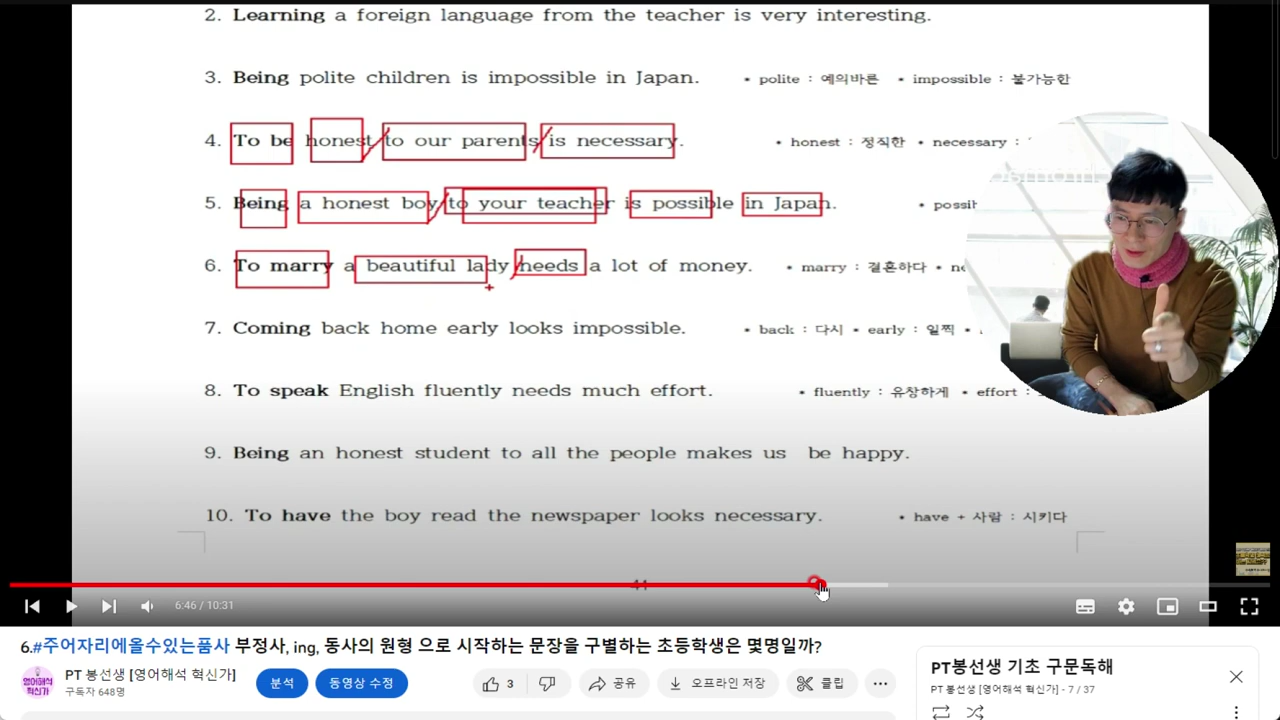 2. Learning a foreign language from the teacher is very interesting.
3. Being polite children is impossible in Japan. • polite : 예의바른 • impossible : 불가능한
4. To be honest to our parents is necessary. • honest : 정직한 • necessary :
5. Being a honest boy to your teacher is possible in Japan.
6. To marry a beautiful lady needs a lot of money. • marry : 결혼하다
7. Coming back home early looks impossible. • back : 다시 • early : 일찍 •
8. To speak English fluently needs much effort. • fluently : 유창하게 • effort :
9. Being an honest student to all the people makes us be happy.
10. To have the boy read the newspaper looks necessary. • have + 사람 : 시키다
6:46 / 10:31
6.#주어자리에올수있는품사 부정사, ing, 동사의 원형 으로 시작하는 문장을 구별하는 초등학생은 몇명일까?
영어해석 혁신가
PT 봉선생 [영어해석 혁신가]
구독자 648명
분석
동영상 수정
3
공유
오프라인 저장
클립
PT봉선생 기초 구문독해
PT 봉선생 [영어해석 혁신가] - 7 / 37